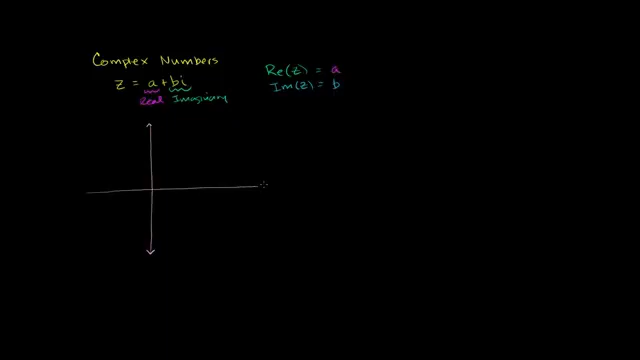 Complex Numbers
z = a + bi
Real Imaginary
Re(z) = a
Im(z) = b